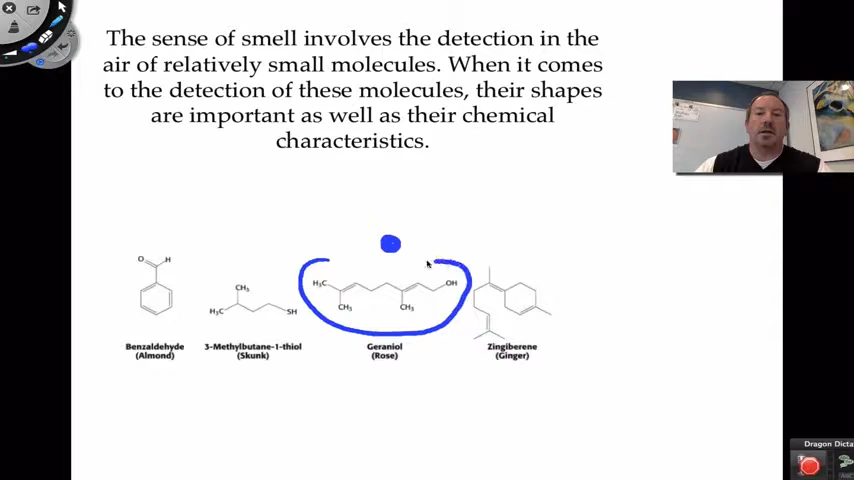 The sense of smell involves the detection in the
air of relatively small molecules. When it comes
to the detection of these molecules, their shapes
are important as well as their chemical
characteristics.
O H
CH₃
H₃C SH
H₃C OH
CH₃ CH₃
Benzaldehyde
(Almond)
3-Methylbutane-1-thiol
(Skunk)
Geraniol
(Rose)
Zingiberene
(Ginger)
Dragon Dicta